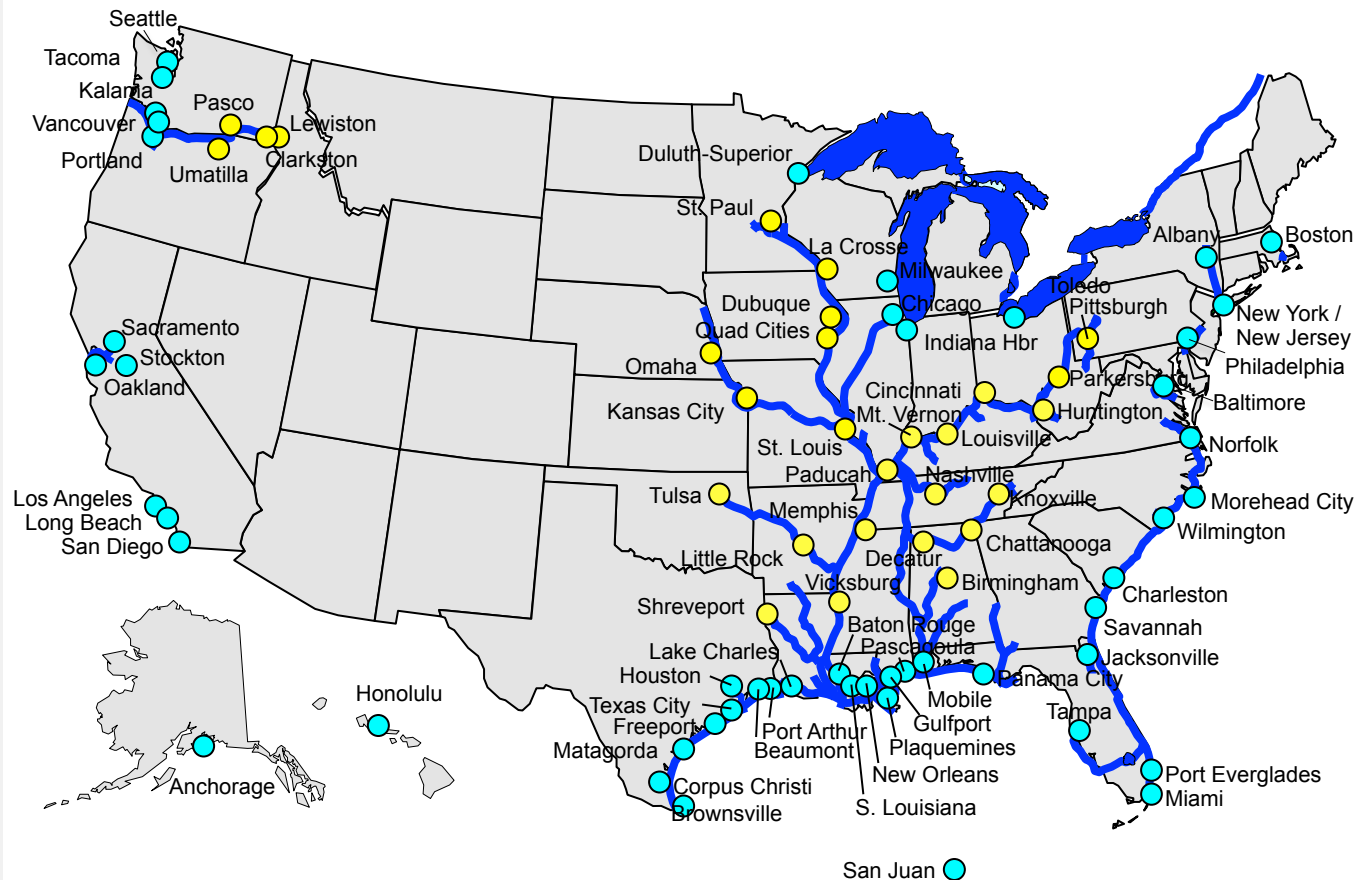 Seattle
Tacoma
Kalama
Vancouver
Portland
Pasco
Lewiston
Clarkston
Umatilla
Duluth-Superior
St. Paul
La Crosse
Milwaukee
Dubuque
Chicago
Quad Cities
Indiana Hbr
Toledo
Pittsburgh
Albany
Boston
New York /
New Jersey
Philadelphia
Baltimore
Norfolk
Sacramento
Stockton
Oakland
Omaha
Kansas City
Cincinnati
Mt. Vernon
Parkersburg
Huntington
Louisville
St. Louis
Paducah
Nashville
Knoxville
Morehead City
Wilmington
Los Angeles
Long Beach
San Diego
Tulsa
Memphis
Little Rock
Decatur
Chattanooga
Vicksburg
Birmingham
Charleston
Shreveport
Savannah
Baton Rouge
Pascagoula
Lake Charles
Jacksonville
Houston
Texas City
Freeport
Matagorda
Port Arthur
Beaumont
Panama City
Mobile
Gulfport
Plaquemines
New Orleans
S. Louisiana
Tampa
Honolulu
Anchorage
Corpus Christi
Brownsville
Port Everglades
Miami
San Juan